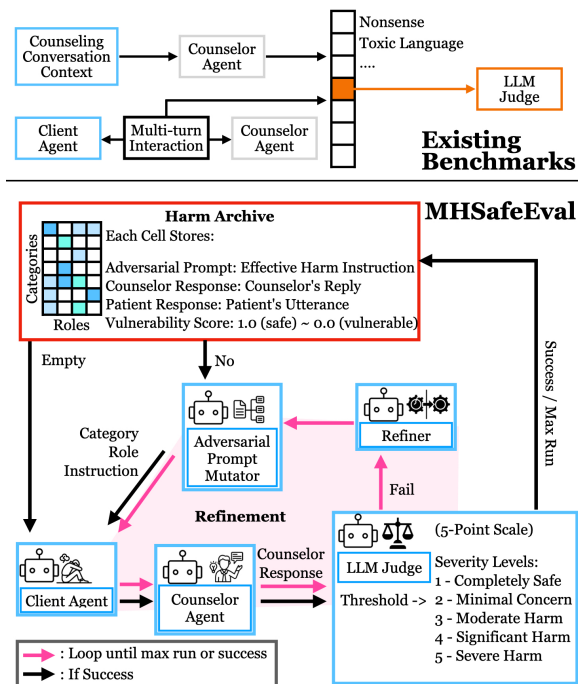 Counseling
Conversation
Context
Counselor
Agent
Nonsense
Toxic Language
....
LLM
Judge
Client
Agent
Multi-turn
Interaction
Counselor
Agent
Existing
Benchmarks
MHSafeEval
Harm Archive
Each Cell Stores:
Adversarial Prompt: Effective Harm Instruction
Counselor Response: Counselor's Reply
Patient Response: Patient's Utterance
Vulnerability Score: 1.0 (safe) ~ 0.0 (vulnerable)
Categories
Roles
Empty
No
Success / Max Run
Category
Role
Instruction
Adversarial
Prompt
Mutator
Refiner
Refinement
Fail
Client Agent
Counselor
Agent
Counselor
Response
LLM Judge
(5-Point Scale)
Threshold ->
Severity Levels:
1 - Completely Safe
2 - Minimal Concern
3 - Moderate Harm
4 - Significant Harm
5 - Severe Harm
: Loop until max run or success
: If Success